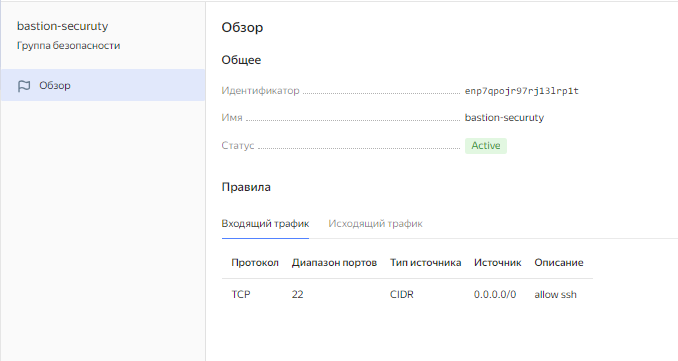 bastion-securuty
Группа безопасности
Обзор
Обзор
Общее
Идентификатор enp7qpojr97rj13lrp1t
Имя bastion-securuty
Статус Active
Правила
Входящий трафик Исходящий трафик
Протокол Диапазон портов Тип источника Источник Описание
TCP 22 CIDR 0.0.0.0/0 allow ssh